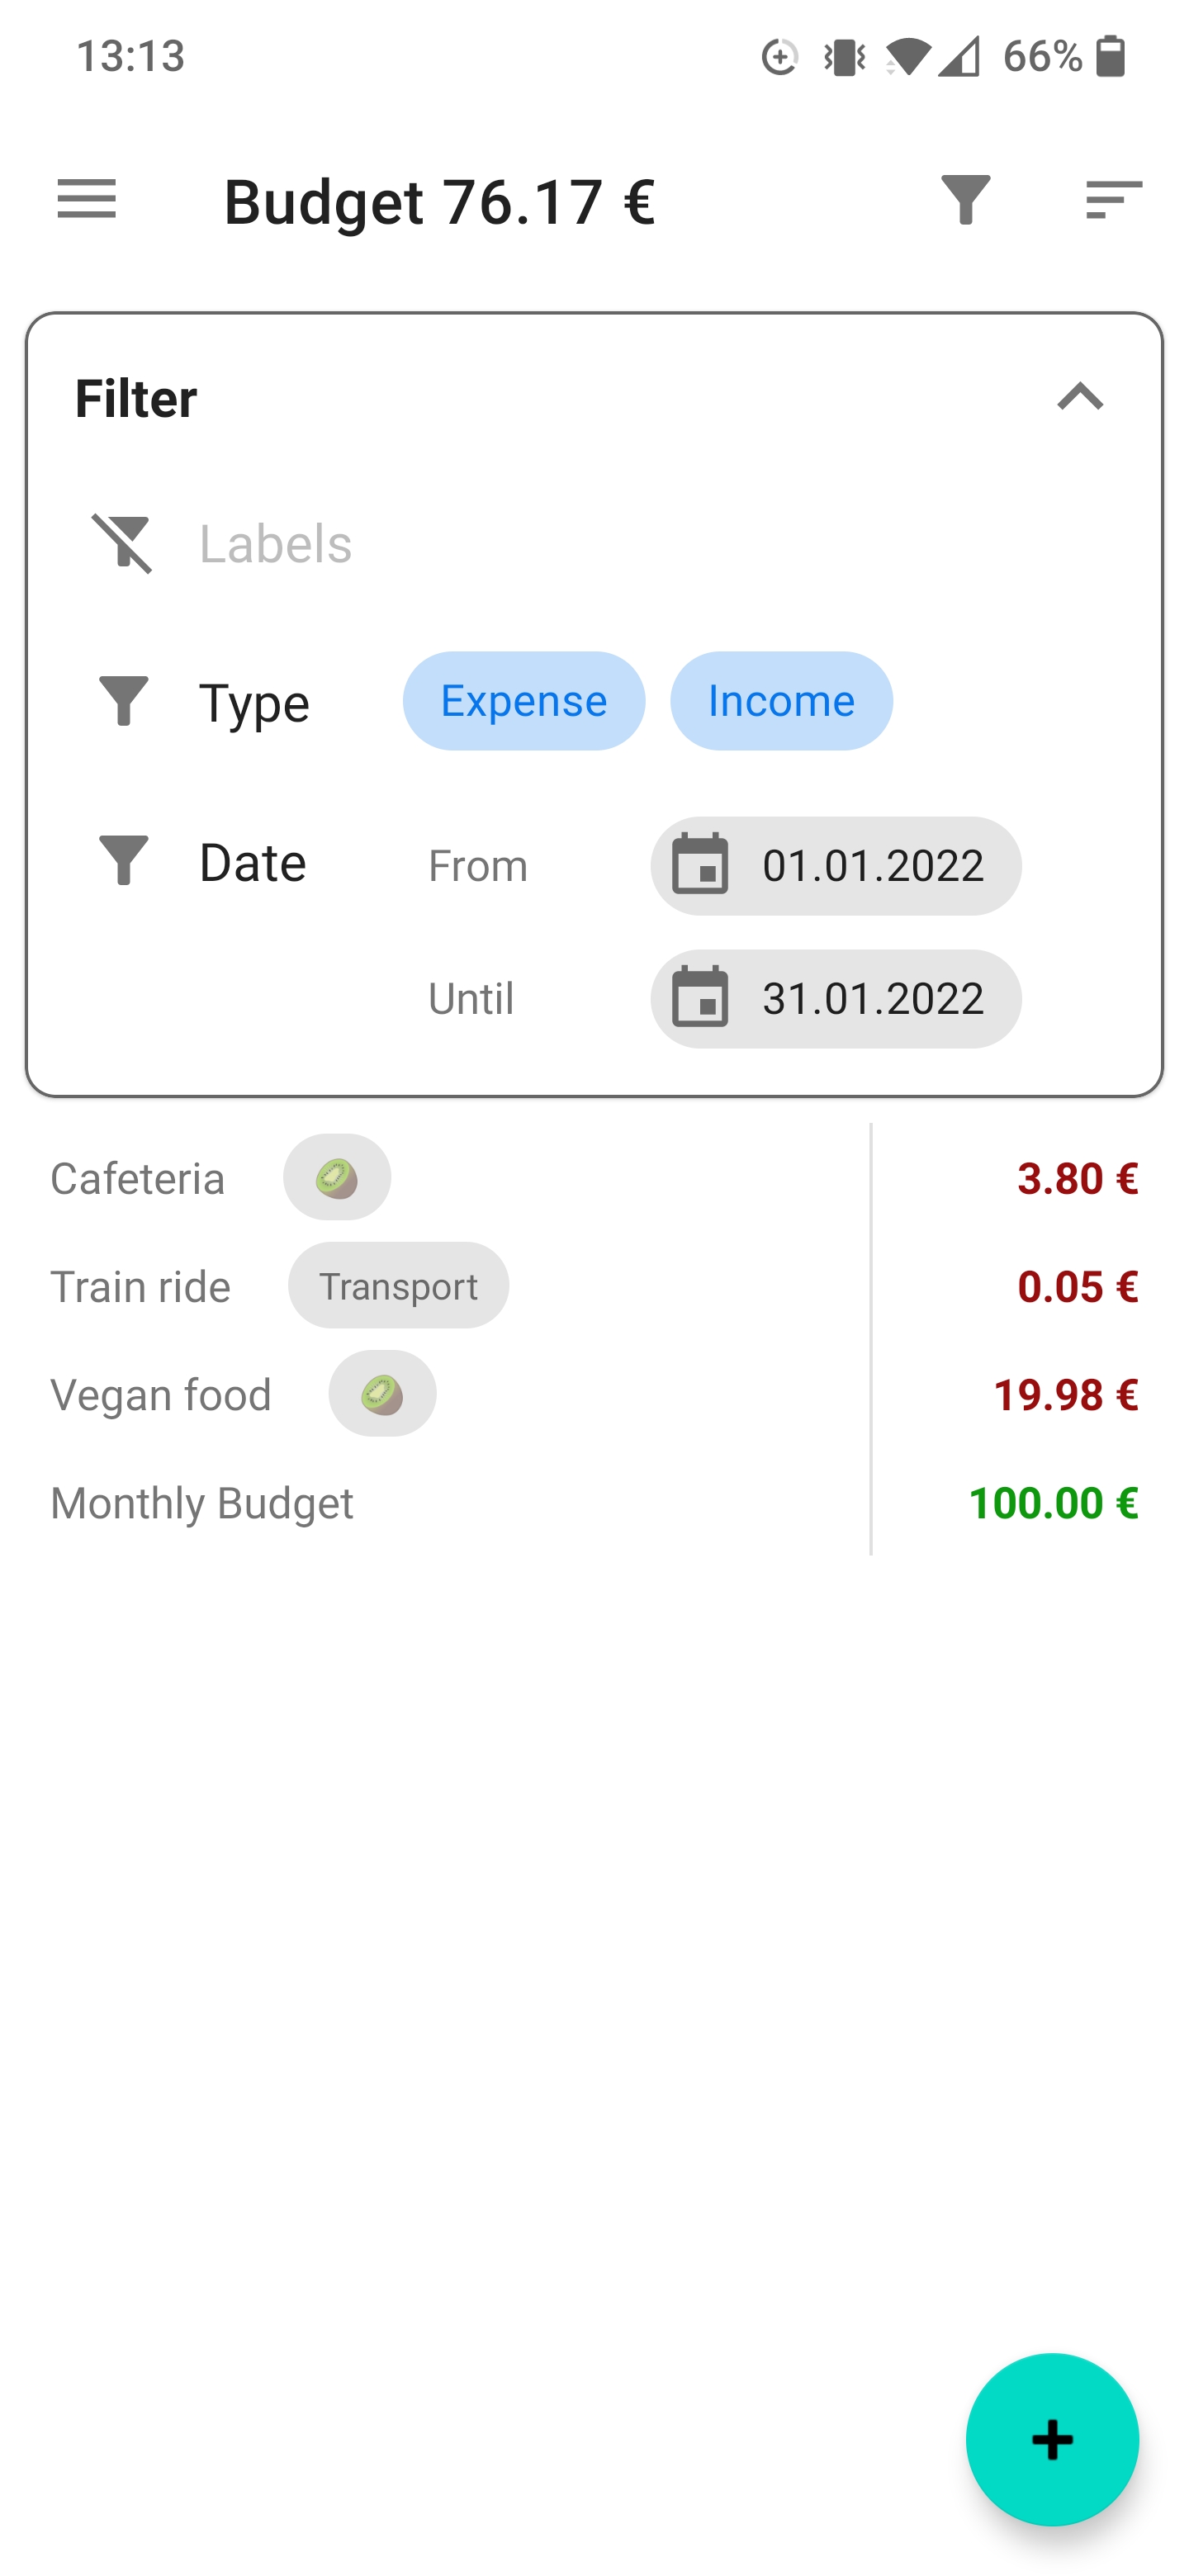 13:13 66%
Budget 76.17 €
Filter
Labels
Type Expense Income
Date From 01.01.2022
Until 31.01.2022
Cafeteria 🥝 3.80 €
Train ride Transport 0.05 €
Vegan food 🥝 19.98 €
Monthly Budget 100.00 €